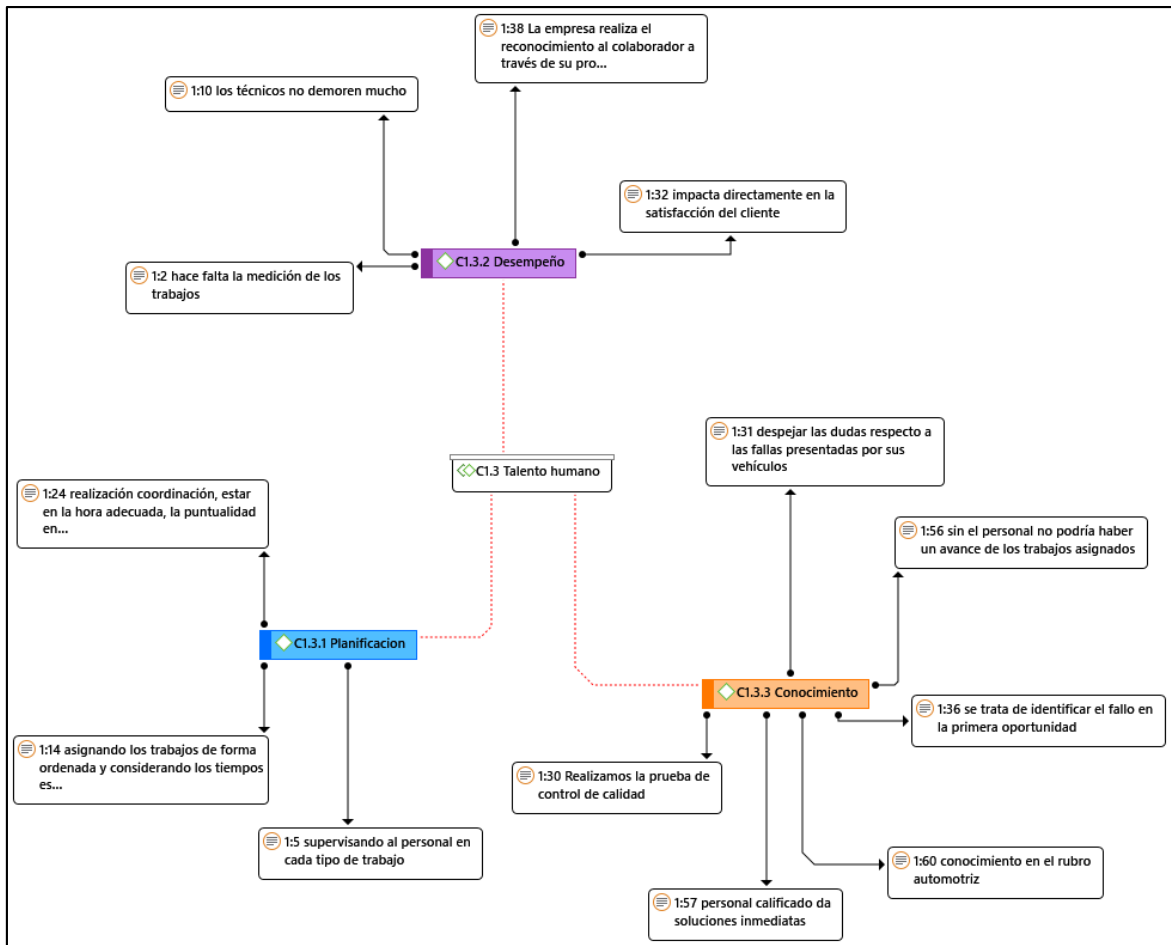 1:38 La empresa realiza el
reconocimiento al colaborador a
través de su pro...
1:10 los técnicos no demoren mucho
1:32 impacta directamente en la
satisfacción del cliente
C1.3.2 Desempeño
1:2 hace falta la medición de los
trabajos
1:31 despejar las dudas respecto a
las fallas presentadas por sus
vehículos
C1.3 Talento humano
1:24 realización coordinación, estar
en la hora adecuada, la puntualidad
en...
1:56 sin el personal no podría haber
un avance de los trabajos asignados
C1.3.1 Planificacion
C1.3.3 Conocimiento
1:36 se trata de identificar el fallo en
la primera oportunidad
1:14 asignando los trabajos de forma
ordenada y considerando los tiempos
es...
1:30 Realizamos la prueba de
control de calidad
1:5 supervisando al personal en
cada tipo de trabajo
1:60 conocimiento en el rubro
automotriz
1:57 personal calificado da
soluciones inmediatas